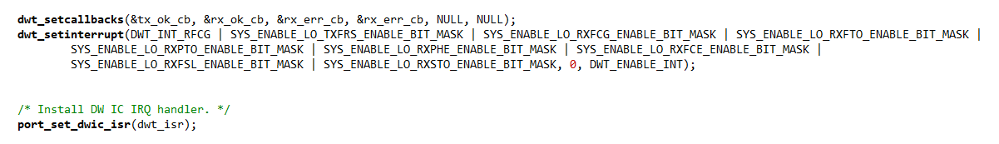 dwt_setcallbacks(&tx_ok_cb, &rx_ok_cb, &rx_err_cb, &rx_err_cb, NULL, NULL);
dwt_setinterrupt(DWT_INT_RFCG | SYS_ENABLE_LO_TXFRS_ENABLE_BIT_MASK | SYS_ENABLE_LO_RXFCG_ENABLE_BIT_MASK | SYS_ENABLE_LO_RXFTO_ENABLE_BIT_MASK |
SYS_ENABLE_LO_RXPTO_ENABLE_BIT_MASK | SYS_ENABLE_LO_RXPHE_ENABLE_BIT_MASK | SYS_ENABLE_LO_RXFCE_ENABLE_BIT_MASK |
SYS_ENABLE_LO_RXFSL_ENABLE_BIT_MASK | SYS_ENABLE_LO_RXSTO_ENABLE_BIT_MASK, 0, DWT_ENABLE_INT);
/* Install DW IC IRQ handler. */
port_set_dwic_isr(dwt_isr);